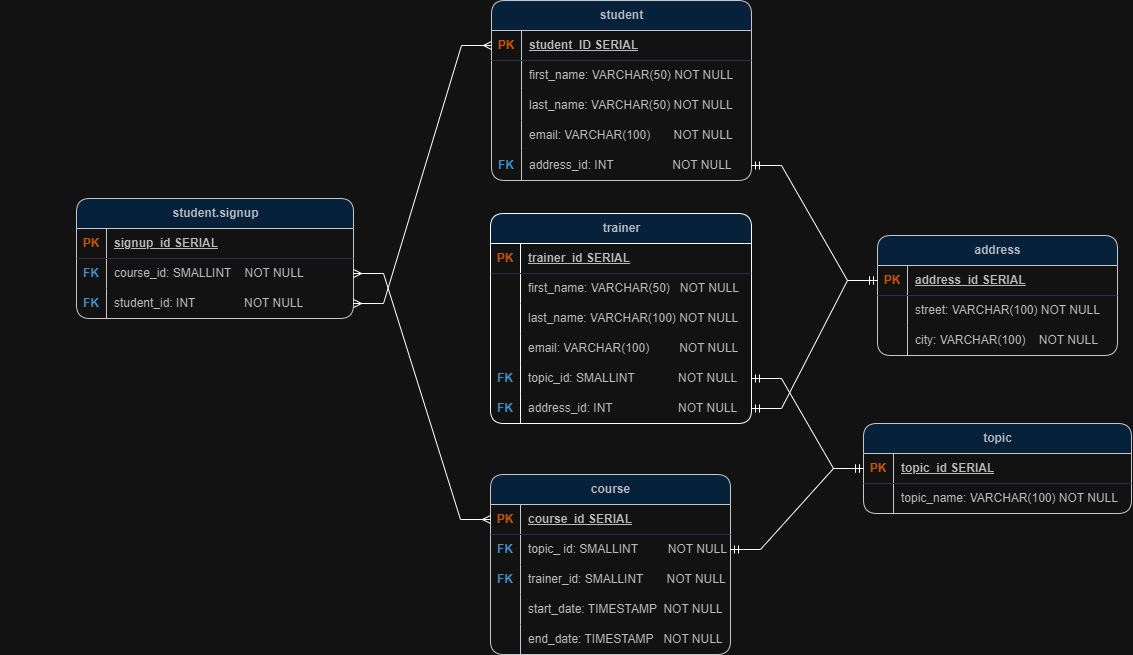 student
PK student_ID SERIAL
first_name: VARCHAR(50) NOT NULL
last_name: VARCHAR(50) NOT NULL
email: VARCHAR(100) NOT NULL
FK address_id: INT NOT NULL
student.signup
PK signup_id SERIAL
FK course_id: SMALLINT NOT NULL
FK student_id: INT NOT NULL
trainer
PK trainer_id SERIAL
first_name: VARCHAR(50) NOT NULL
last_name: VARCHAR(100) NOT NULL
email: VARCHAR(100) NOT NULL
FK topic_id: SMALLINT NOT NULL
FK address_id: INT NOT NULL
address
PK address_id SERIAL
street: VARCHAR(100) NOT NULL
city: VARCHAR(100) NOT NULL
topic
PK topic_id SERIAL
topic_name: VARCHAR(100) NOT NULL
course
PK course_id SERIAL
FK topic_ id: SMALLINT NOT NULL
FK trainer_id: SMALLINT NOT NULL
start_date: TIMESTAMP NOT NULL
end_date: TIMESTAMP NOT NULL